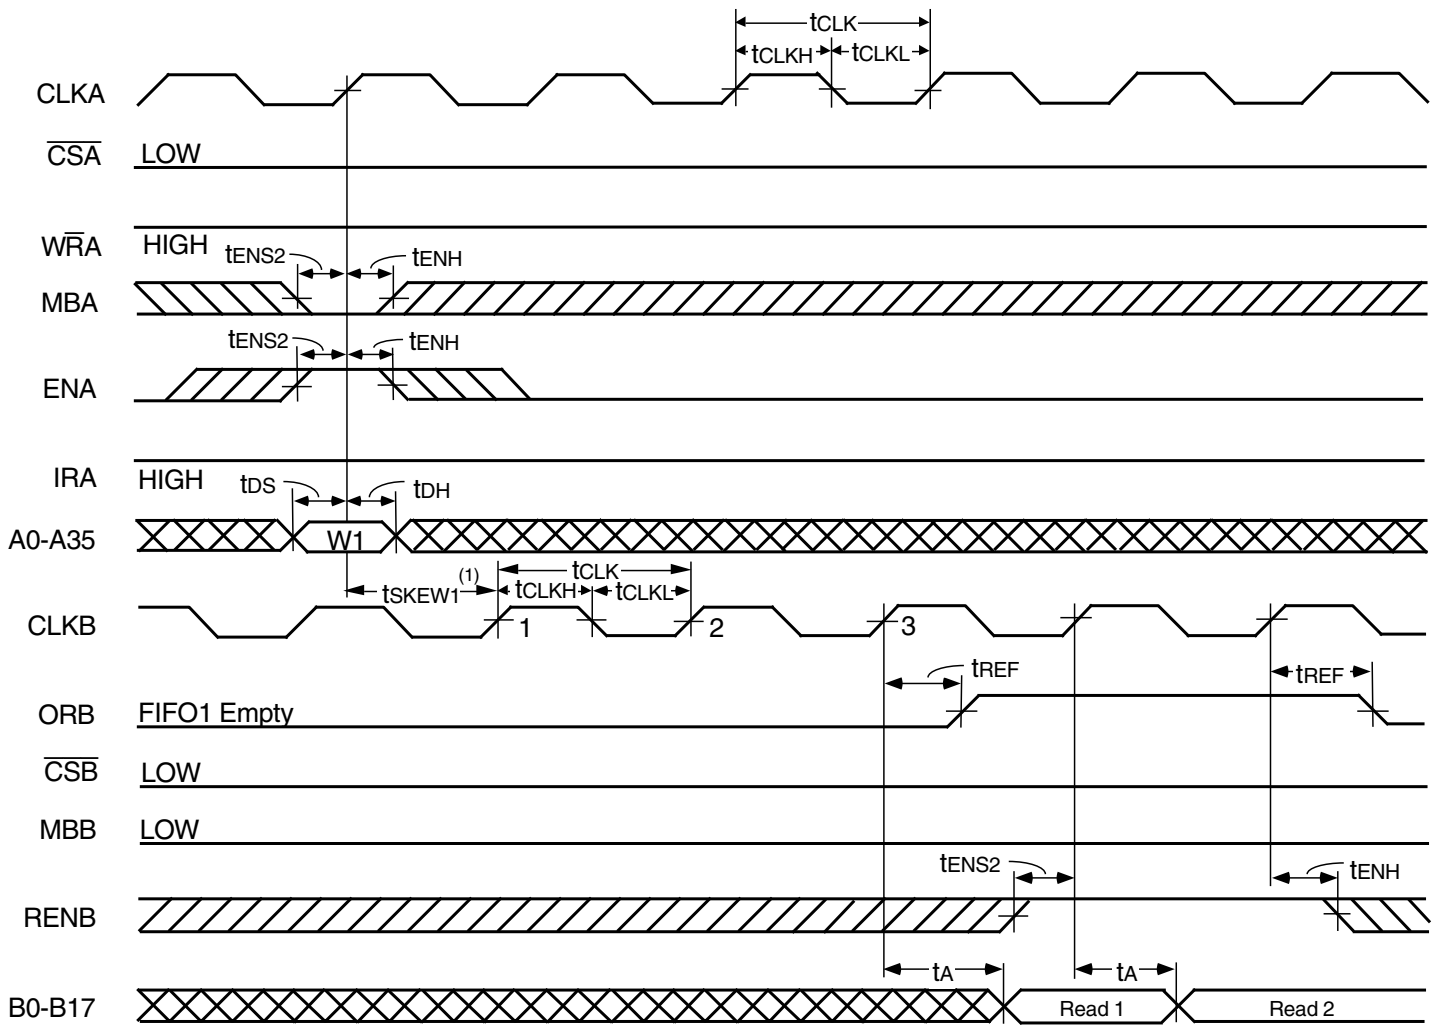 tCLK
tCLKH tCLKL
CLKA
CSA LOW
WRA HIGH
tENS2 tENH
MBA
tENS2 tENH
ENA
IRA HIGH
tDS tDH
A0-A35 W1
tSKEW1(1) tCLK
tCLKH tCLKL
CLKB 1 2 3
tREF tREF
ORB FIFO1 Empty
CSB LOW
MBB LOW
tENS2 tENH
RENB
tA tA
B0-B17 Read 1 Read 2